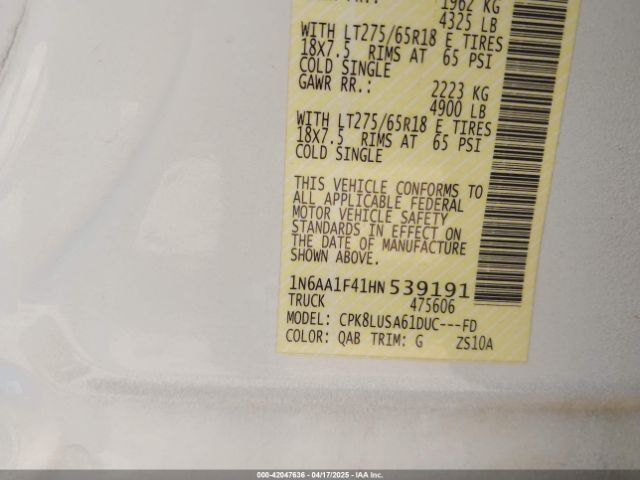 1962 KG
4325 LB
WITH LT275/65R18 E TIRES
18X7.5 RIMS AT 65 PSI
COLD SINGLE
GAWR RR.: 2223 KG
4900 LB
WITH LT275/65R18 E TIRES
18X7.5 RIMS AT 65 PSI
COLD SINGLE
THIS VEHICLE CONFORMS TO
ALL APPLICABLE FEDERAL
MOTOR VEHICLE SAFETY
STANDARDS IN EFFECT ON
THE DATE OF MANUFACTURE
SHOWN ABOVE.
1N6AA1F41HN539191
TRUCK 475606
MODEL: CPK8LUSA61DUC---FD
COLOR: QAB TRIM: G ZS10A
000-42047636 - 04/17/2025 - IAA Inc.